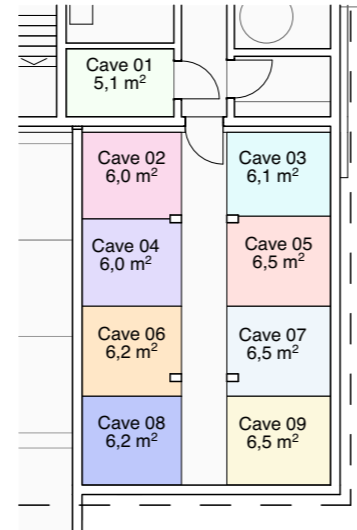 Cave 01
5,1 m²
Cave 02
6,0 m²
Cave 03
6,1 m²
Cave 04
6,0 m²
Cave 05
6,5 m²
Cave 06
6,2 m²
Cave 07
6,5 m²
Cave 08
6,2 m²
Cave 09
6,5 m²